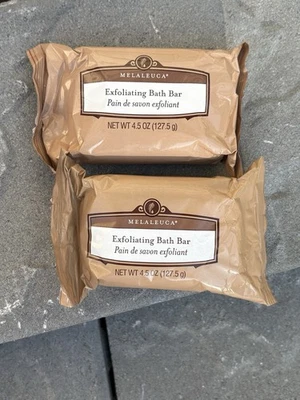 MELALEUCA®
Exfoliating Bath Bar
Pain de savon exfoliant
NET WT 4.5 OZ (127.5 g)
MELALEUCA®
Exfoliating Bath Bar
Pain de savon exfoliant
NET WT 4.5 OZ (127.5 g)